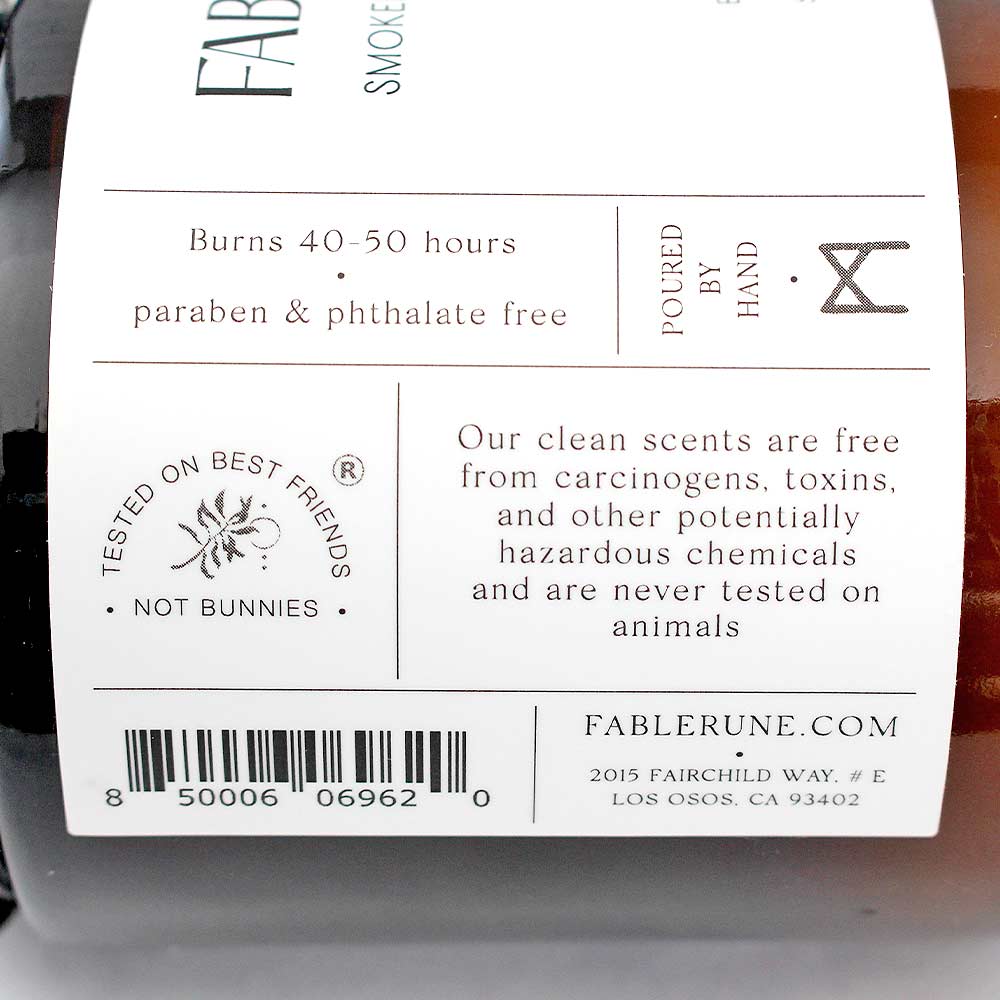 FAB
SMOKE
Burns 40-50 hours
•
paraben & phthalate free
POURED
BY
HAND
•
TESTED ON BEST FRIENDS
®
• NOT BUNNIES •
Our clean scents are free
from carcinogens, toxins,
and other potentially
hazardous chemicals
and are never tested on
animals
8 50006 06962 0
FABLERUNE.COM
•
2015 FAIRCHILD WAY, # E
LOS OSOS, CA 93402